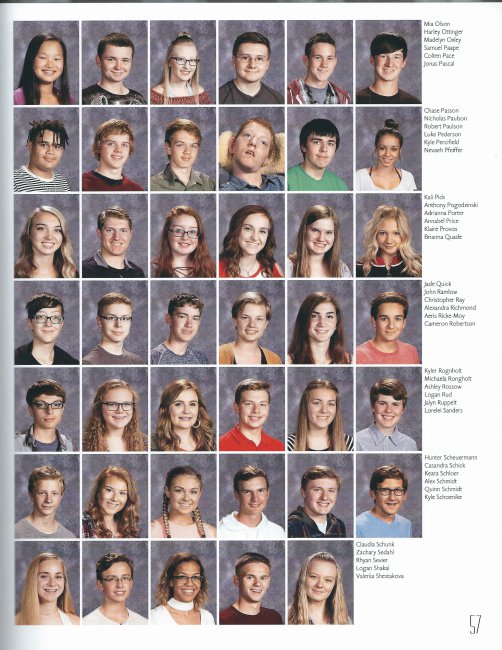 Mia Olson
Harley Ottinger
Madelyn Oxley
Samuel Paape
Colten Pace
Jonas Pascal
Chase Passon
Nicholas Paulson
Robert Paulson
Luke Pederson
Kyle Percifield
Nevaeh Pfeiffer
Kali Pick
Anthony Pogodzinski
Adrianna Porter
Annabel Price
Klaire Provos
Brianna Quade
Jade Quick
John Ramlow
Christopher Ray
Alexandra Richmond
Aeris Ricke-Moy
Cameron Robertson
Kyler Rognholt
Michaela Rongholt
Ashley Rossow
Logan Rud
Jalyn Ruppelt
Lorelei Sanders
Hunter Scheuermann
Casandra Schick
Keara Schloer
Alex Schmidt
Quinn Schmidt
Kyle Schoenike
Claudia Schunk
Zachary Sedahl
Rhyan Sevier
Logan Shakal
Valeriia Shestakova
57